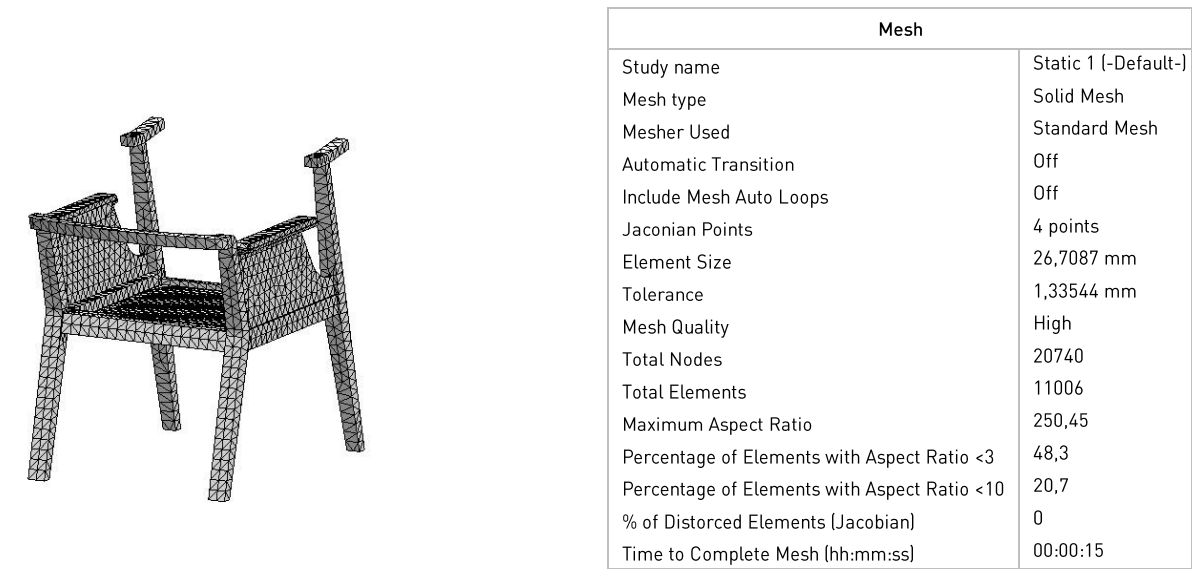 Mesh
Study name Static 1 (-Default-)
Mesh type Solid Mesh
Mesher Used Standard Mesh
Automatic Transition Off
Include Mesh Auto Loops Off
Jaconian Points 4 points
Element Size 26,7087 mm
Tolerance 1,33544 mm
Mesh Quality High
Total Nodes 20740
Total Elements 11006
Maximum Aspect Ratio 250,45
Percentage of Elements with Aspect Ratio <3 48,3
Percentage of Elements with Aspect Ratio <10 20,7
% of Distorced Elements (Jacobian) 0
Time to Complete Mesh (hh:mm:ss) 00:00:15